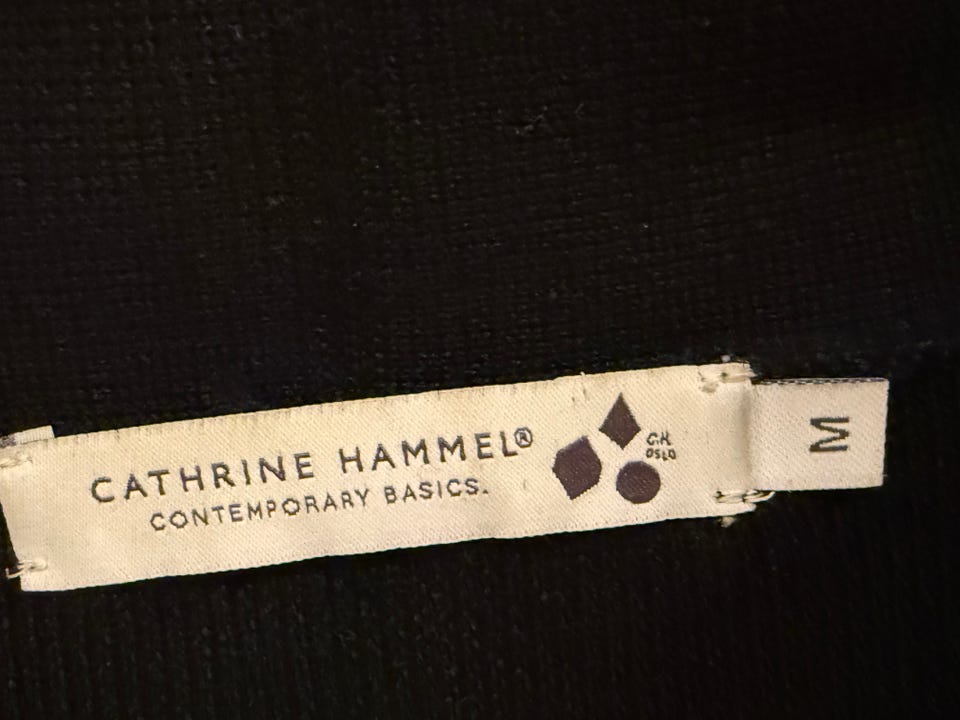 CATHRINE HAMMEL®
CONTEMPORARY BASICS.
C.H.
OSLO
M